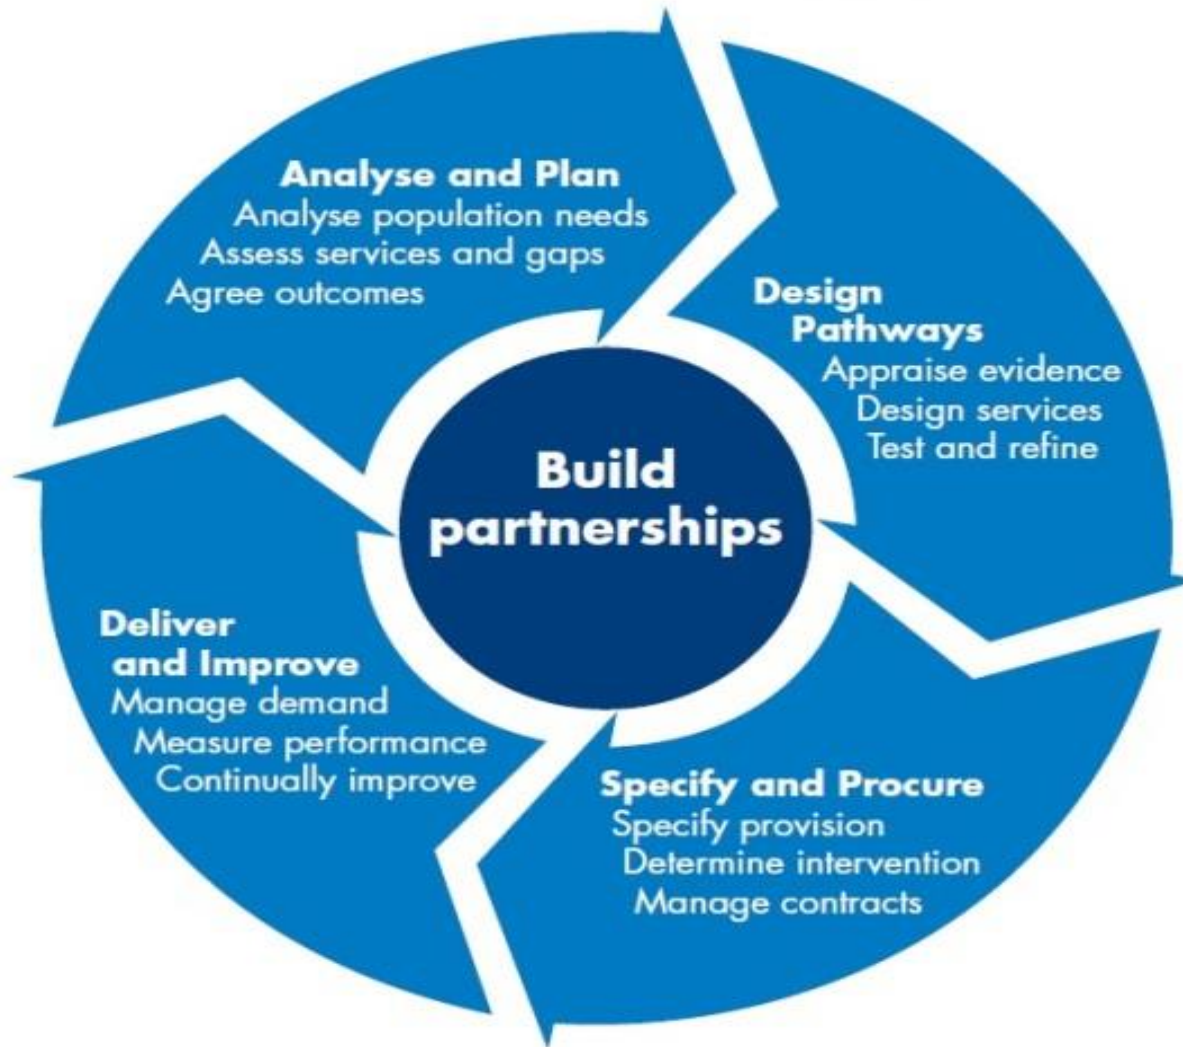 Analyse and Plan
Analyse population needs
Assess services and gaps
Agree outcomes
Design
Pathways
Appraise evidence
Design services
Test and refine
Build
partnerships
Deliver
and Improve
Manage demand
Measure performance
Continually improve
Specify and Procure
Specify provision
Determine intervention
Manage contracts